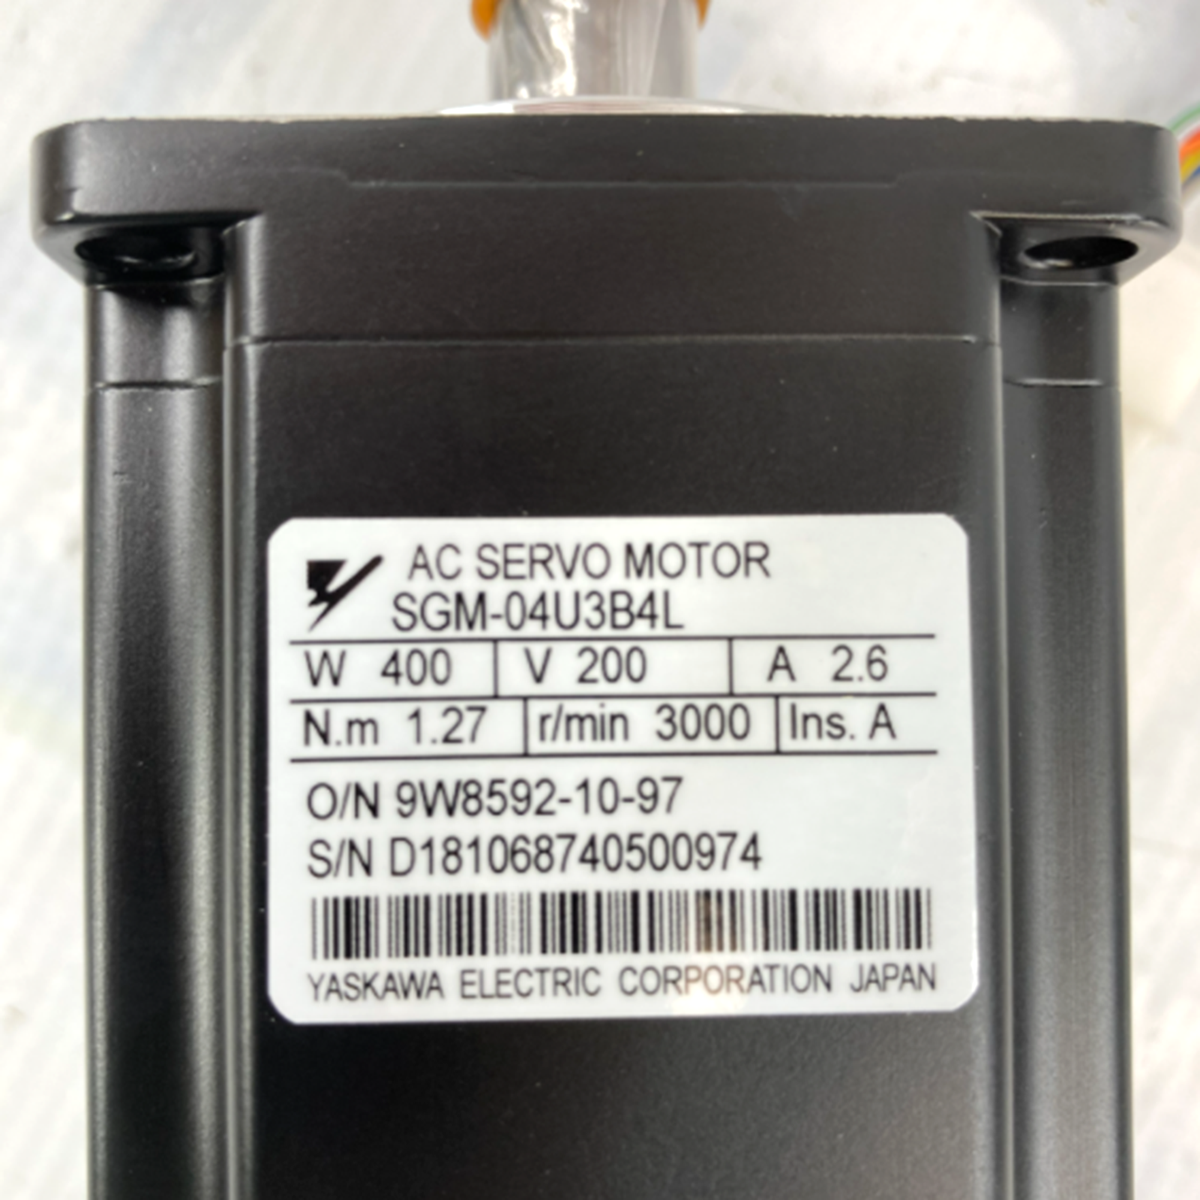 AC SERVO MOTOR
SGM-04U3B4L
W 400 V 200 A 2.6
N.m 1.27 r/min 3000 Ins. A
O/N 9W8592-10-97
S/N D181068740500974
YASKAWA ELECTRIC CORPORATION JAPAN